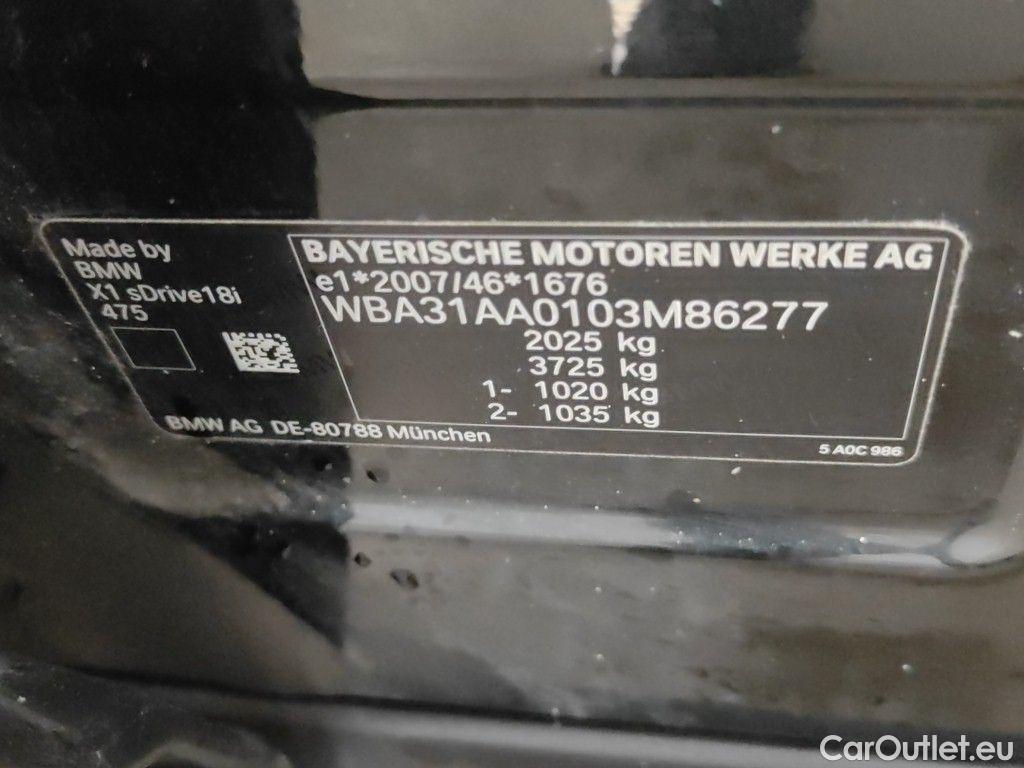 Made by
BMW
X1 sDrive18i
475
BAYERISCHE MOTOREN WERKE AG
e1*2007/46*1676
WBA31AA0103M86277
2025 kg
3725 kg
1- 1020 kg
2- 1035 kg
BMW AG DE-80788 München
5 A0C 986
CarOutlet.eu